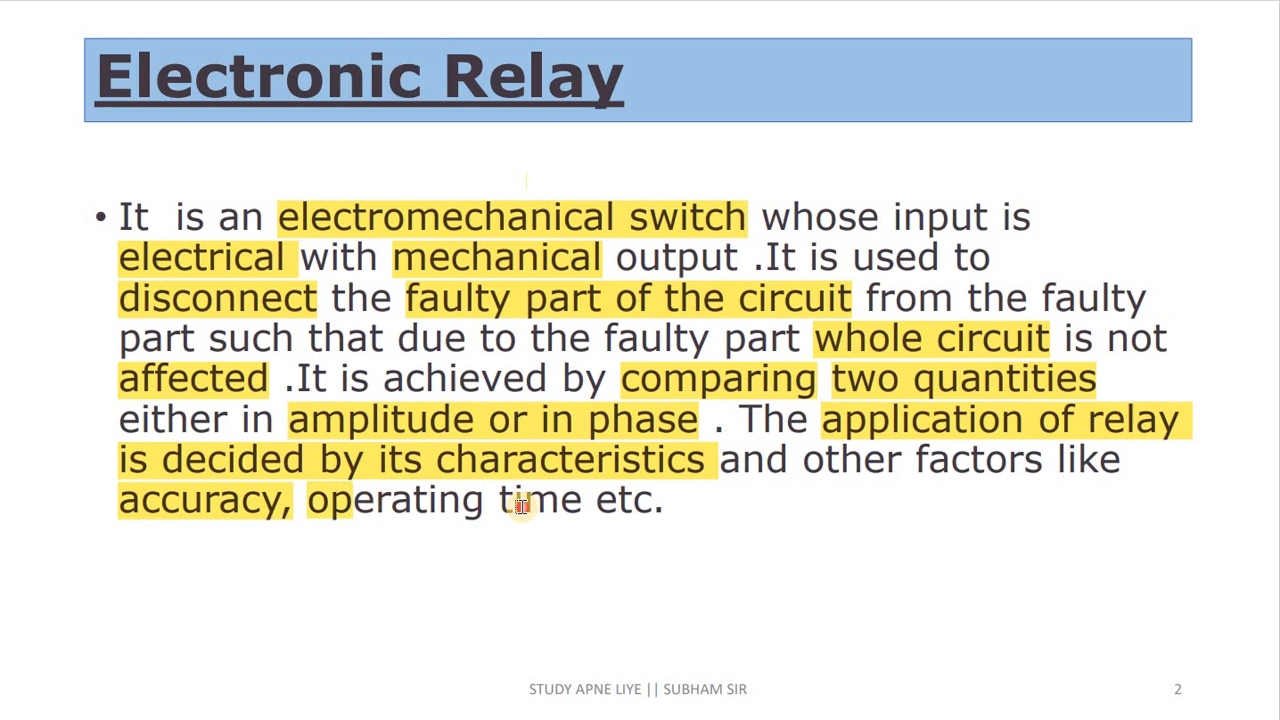 Electronic Relay
• It  is an electromechanical switch whose input is
electrical with mechanical output .It is used to
disconnect the faulty part of the circuit from the faulty
part such that due to the faulty part whole circuit is not
affected .It is achieved by comparing two quantities
either in amplitude or in phase . The application of relay
is decided by its characteristics and other factors like
accuracy, operating time etc.
STUDY APNE LIYE || SUBHAM SIR
2